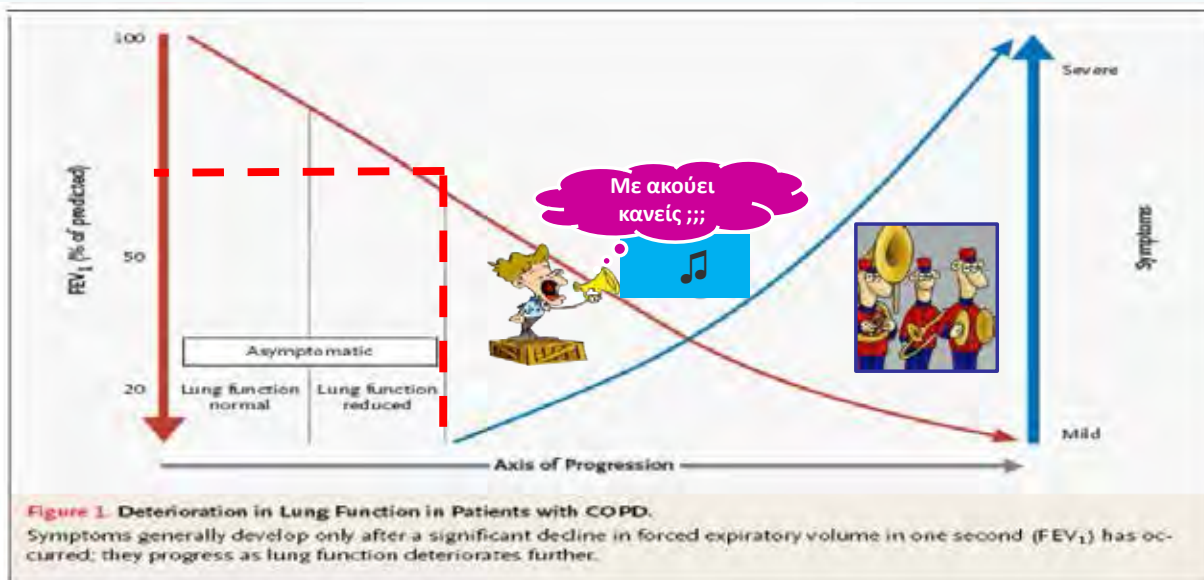 100
Severe
FEV₁ (% of predicted)
Με ακούει
κανείς ;;;
50
Symptoms
Asymptomatic
20
Lung function
normal
Lung function
reduced
Mild
Axis of Progression
Figure 1. Deterioration in Lung Function in Patients with COPD.
Symptoms generally develop only after a significant decline in forced expiratory volume in one second (FEV₁) has oc-
curred; they progress as lung function deteriorates further.